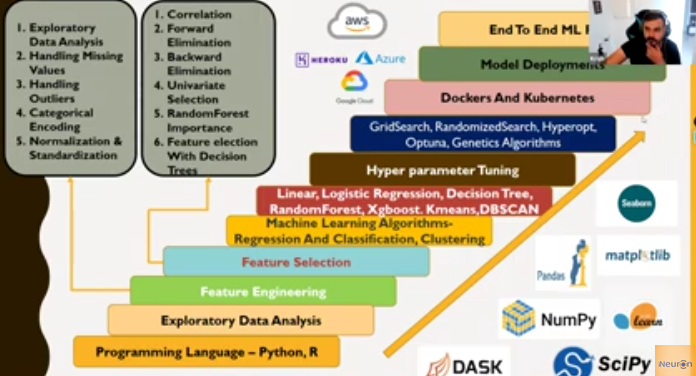 1. Exploratory
Data Analysis
2. Handling Missing
Values
3. Handling
Outliers
4. Categorical
Encoding
5. Normalization &
Standardization
1. Correlation
2. Forward
Elimination
3. Backward
Elimination
4. Univariate
Selection
5. RandomForest
Importance
6. Feature election
With Decision
Trees
aws
HEROKU
Azure
Google Cloud
End To End ML
Model Deployments
Dockers And Kubernetes
GridSearch, RandomizedSearch, Hyperopt,
Optuna, Genetics Algorithms
Hyper parameter Tuning
Linear, Logistic Regression, Decision Tree,
RandomForest, Xgboost. Kmeans,DBSCAN
Machine Learning Algorithms-
Regression And Classification, Clustering
Feature Selection
Feature Engineering
Exploratory Data Analysis
Programming Language – Python, R
Seaborn
Pandas
matplotlib
NumPy
learn
DASK
SciPy
iNeuron